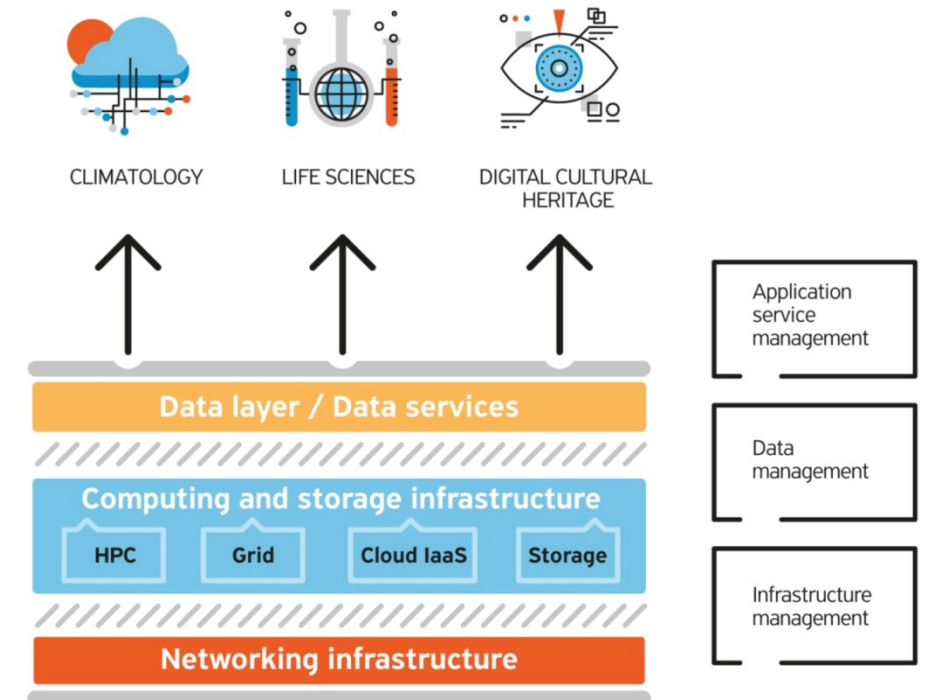 CLIMATOLOGY
LIFE SCIENCES
DIGITAL CULTURAL
HERITAGE
Application
service
management
Data layer / Data services
Data
management
Computing and storage infrastructure
HPC
Grid
Cloud IaaS
Storage
Infrastructure
management
Networking infrastructure